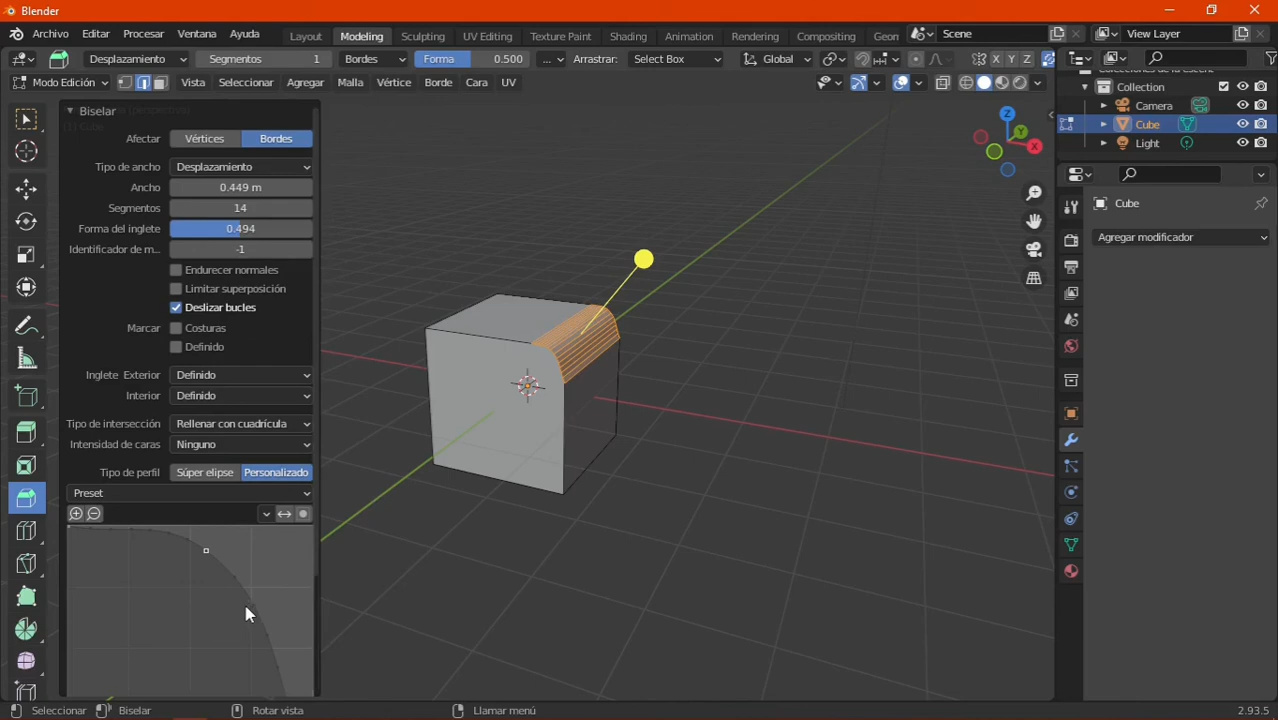 Blender
Archivo Editar Procesar Ventana Ayuda Layout Modeling Sculpting UV Editing Texture Paint Shading Animation Rendering Compositing Geon Scene View Layer
Desplazamiento Segmentos 1 Bordes Forma 0.500 ... Arrastrar: Select Box Global X Y Z
Modo Edición Vista Seleccionar Agregar Malla Vértice Borde Cara UV
Collection
Camera
Cube
Light
Z
Y
X
Cube
Agregar modificador
Biselar
Afectar Vértices Bordes
Tipo de ancho Desplazamiento
Ancho 0.449 m
Segmentos 14
Forma del inglete 0.494
Identificador de m... -1
Endurecer normales
Limitar superposición
Deslizar bucles
Marcar Costuras
Definido
Inglete Exterior Definido
Interior Definido
Tipo de intersección Rellenar con cuadrícula
Intensidad de caras Ninguno
Tipo de perfil Súper elipse Personalizado
Preset
Seleccionar Biselar Rotar vista Llamar menú 2.93.5